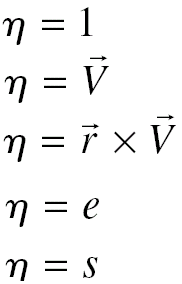 η = 1
η = V⃗
η = r⃗ × V⃗
η = e
η = s